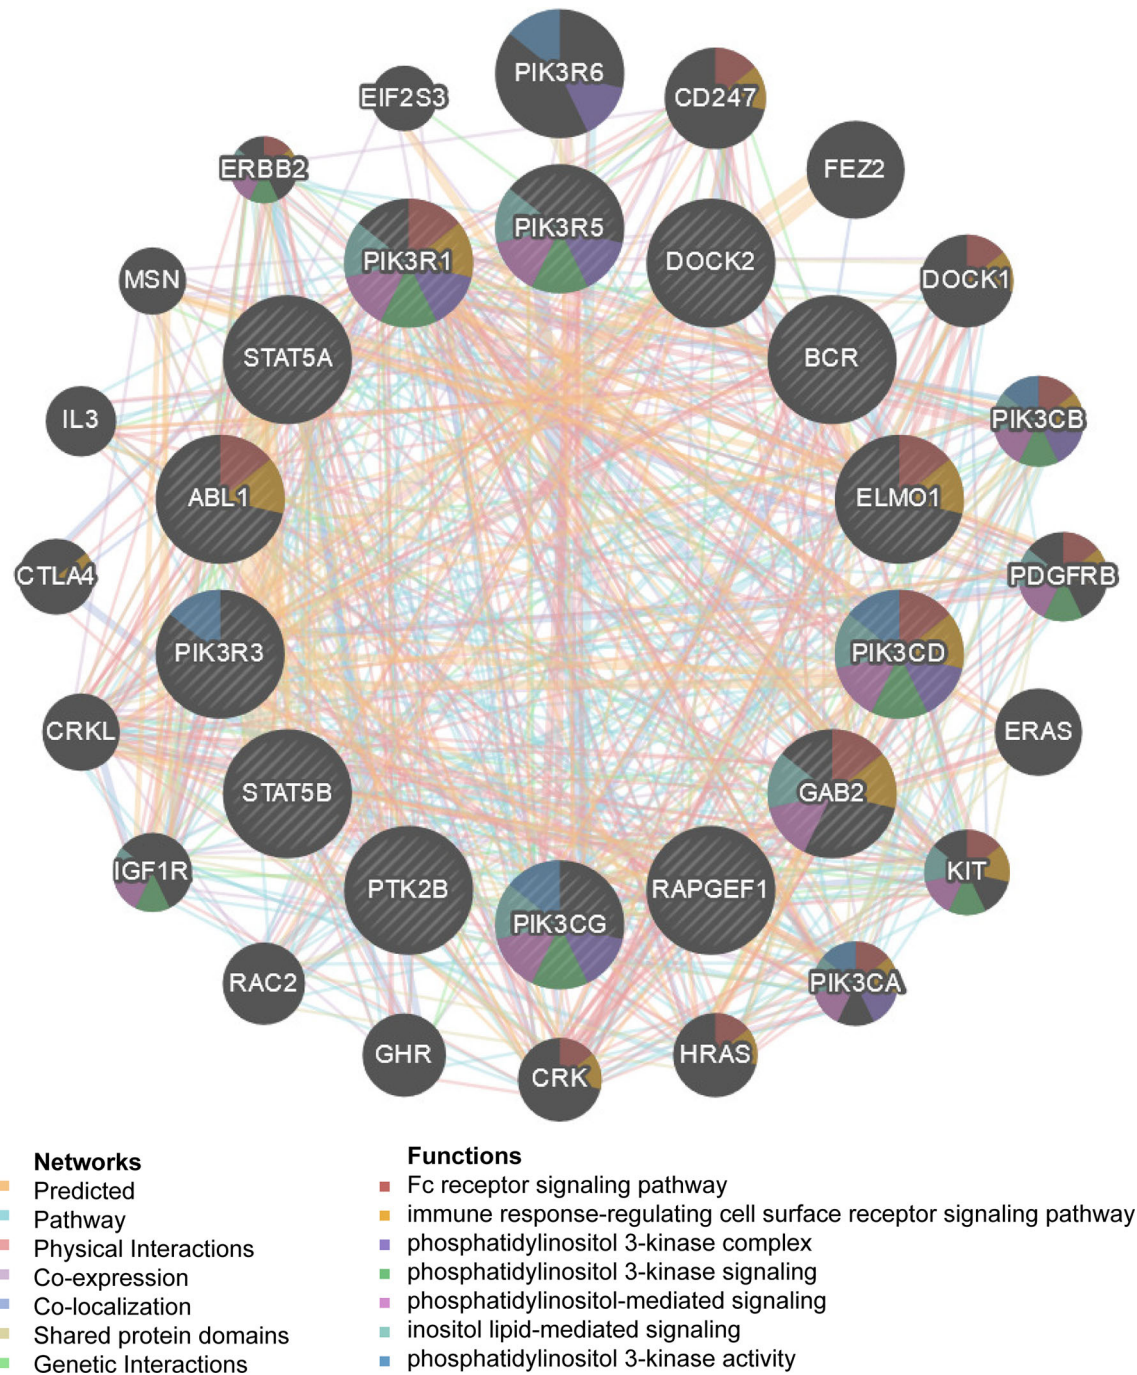 PIK3R6
EIF2S3
CD247
ERBB2
FEZ2
PIK3R5
PIK3R1
DOCK2
MSN
DOCK1
STAT5A
BCR
IL3
PIK3CB
ABL1
ELMO1
CTLA4
PDGFRB
PIK3R3
PIK3CD
CRKL
ERAS
STAT5B
GAB2
IGF1R
KIT
PTK2B
RAPGEF1
PIK3CG
RAC2
PIK3CA
GHR
HRAS
CRK
Networks
Predicted
Pathway
Physical Interactions
Co-expression
Co-localization
Shared protein domains
Genetic Interactions
Functions
Fc receptor signaling pathway
immune response-regulating cell surface receptor signaling pathway
phosphatidylinositol 3-kinase complex
phosphatidylinositol 3-kinase signaling
phosphatidylinositol-mediated signaling
inositol lipid-mediated signaling
phosphatidylinositol 3-kinase activity